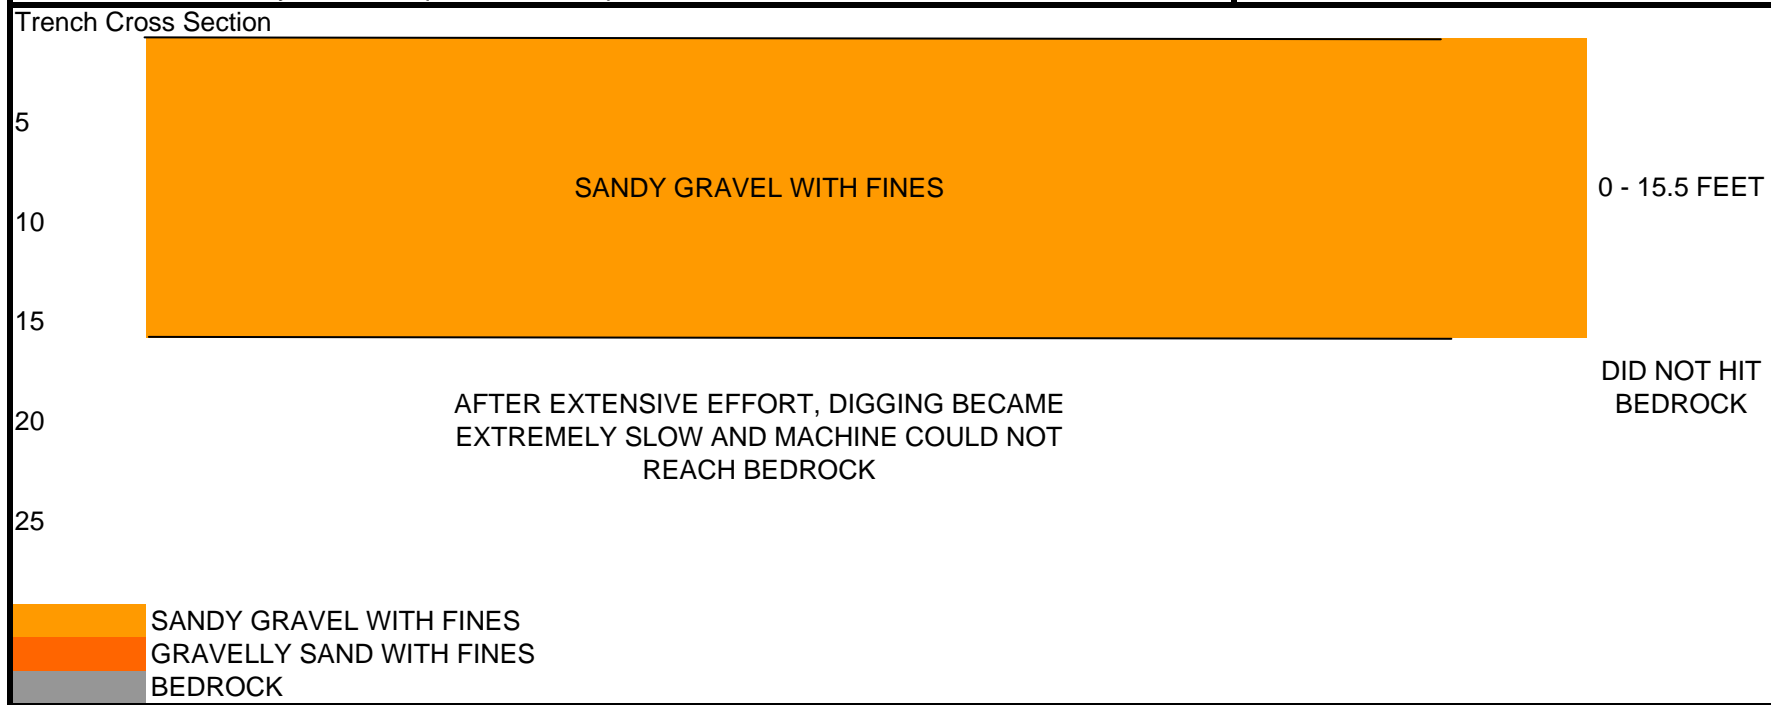 Trench Cross Section
5
SANDY GRAVEL WITH FINES
0 - 15.5 FEET
10
15
DID NOT HIT
BEDROCK
AFTER EXTENSIVE EFFORT, DIGGING BECAME
EXTREMELY SLOW AND MACHINE COULD NOT
REACH BEDROCK
20
25
SANDY GRAVEL WITH FINES
GRAVELLY SAND WITH FINES
BEDROCK